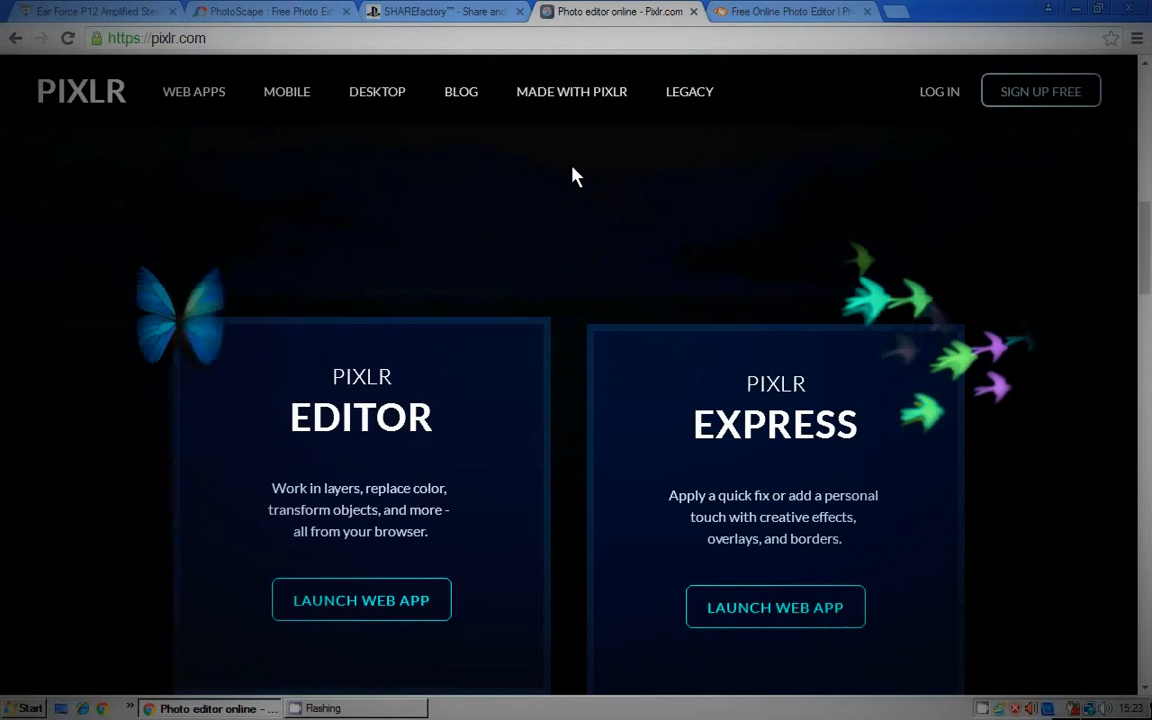 Ear Force P12 Amplified Ste
PhotoScape : Free Photo Ed
SHAREfactory™ - Share and
Photo editor online - Pixlr.com
Free Online Photo Editor | Ph
https://pixlr.com
PIXLR
WEB APPS
MOBILE
DESKTOP
BLOG
MADE WITH PIXLR
LEGACY
LOG IN
SIGN UP FREE
PIXLR
EDITOR
Work in layers, replace color,
transform objects, and more -
all from your browser.
LAUNCH WEB APP
PIXLR
EXPRESS
Apply a quick fix or add a personal
touch with creative effects,
overlays, and borders.
LAUNCH WEB APP
Start
Photo editor online - ...
Flashing
15:23